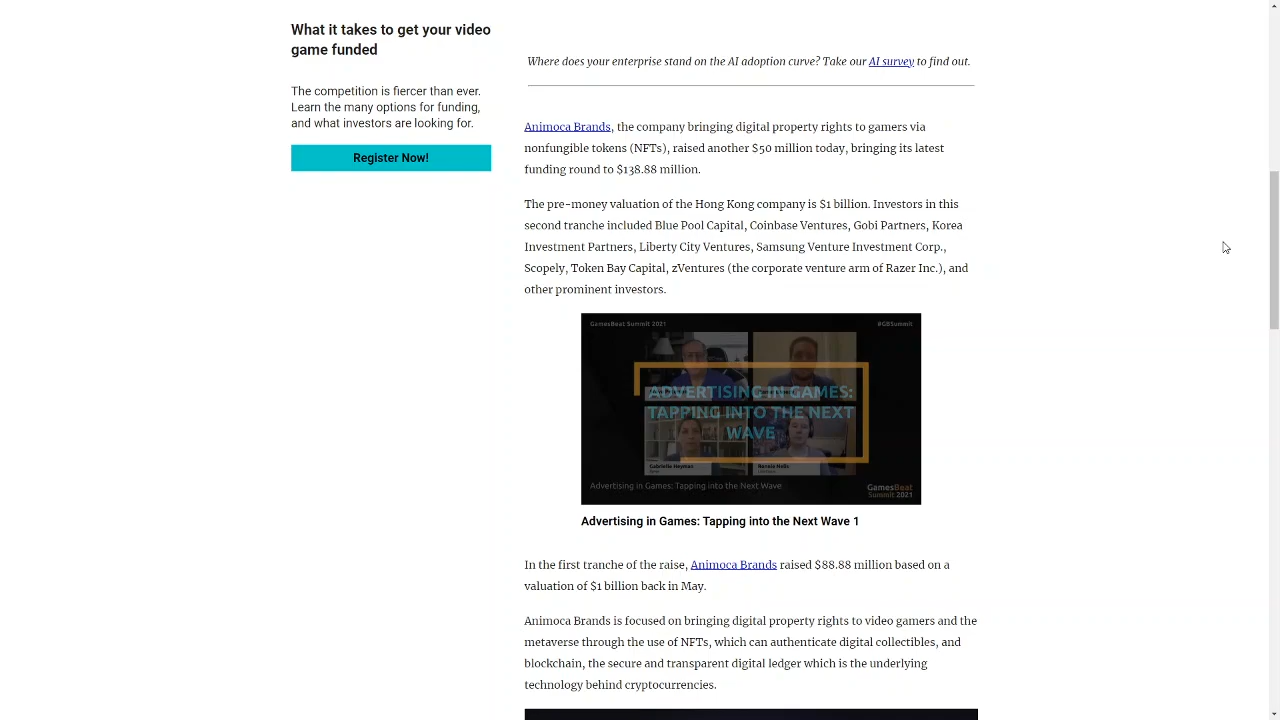 What it takes to get your video
game funded
The competition is fiercer than ever.
Learn the many options for funding,
and what investors are looking for.
Register Now!
Where does your enterprise stand on the AI adoption curve? Take our AI survey to find out.
Animoca Brands, the company bringing digital property rights to gamers via
nonfungible tokens (NFTs), raised another $50 million today, bringing its latest
funding round to $138.88 million.
The pre-money valuation of the Hong Kong company is $1 billion. Investors in this
second tranche included Blue Pool Capital, Coinbase Ventures, Gobi Partners, Korea
Investment Partners, Liberty City Ventures, Samsung Venture Investment Corp.,
Scopely, Token Bay Capital, zVentures (the corporate venture arm of Razer Inc.), and
other prominent investors.
GamesBeat Summit 2021
#GBSummit
ADVERTISING IN GAMES:
TAPPING INTO THE NEXT
WAVE
Gabrielle Heyman
Advertising in Games: Tapping into the Next Wave
GamesBeat
Summit 2021
Advertising in Games: Tapping into the Next Wave 1
In the first tranche of the raise, Animoca Brands raised $88.88 million based on a
valuation of $1 billion back in May.
Animoca Brands is focused on bringing digital property rights to video gamers and the
metaverse through the use of NFTs, which can authenticate digital collectibles, and
blockchain, the secure and transparent digital ledger which is the underlying
technology behind cryptocurrencies.